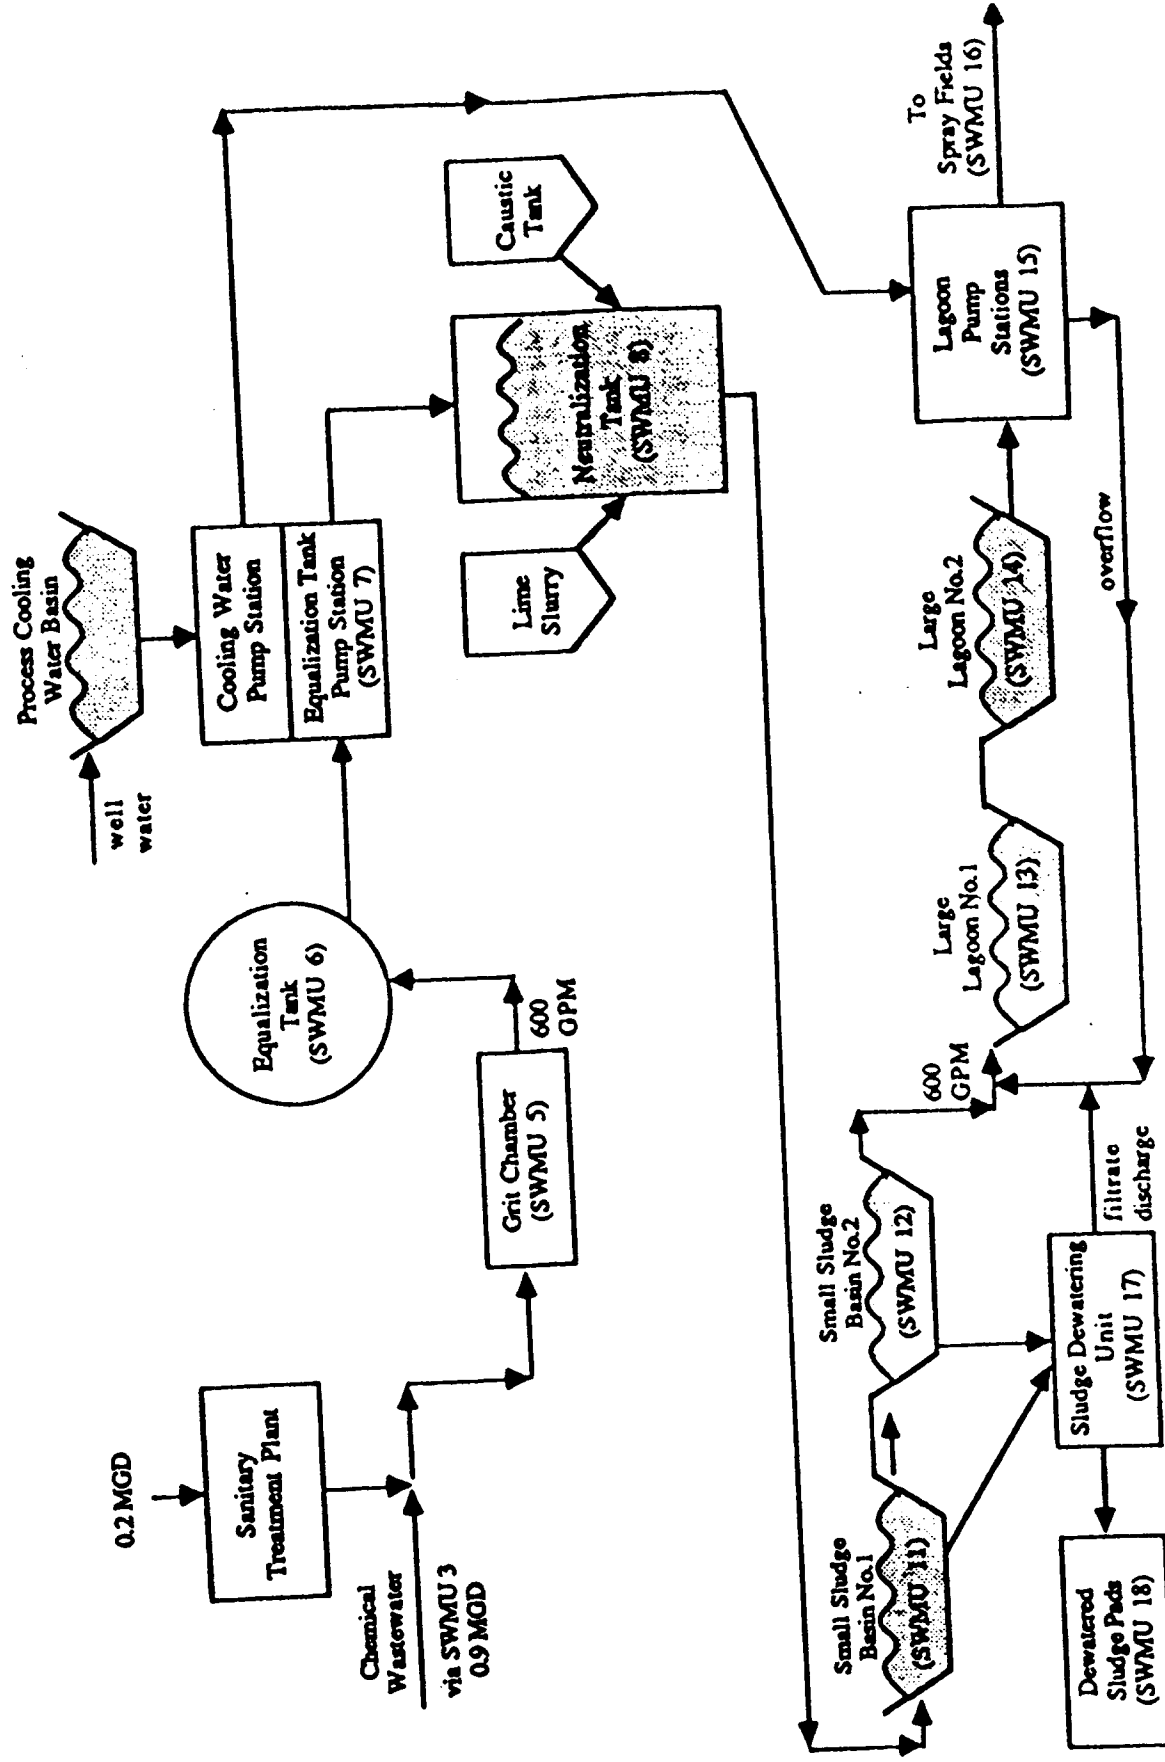 0.2 MGD
Sanitary
Treatment Plant
Chemical
Wastewater
via SWMU 3
0.9 MGD
Grit Chamber
(SWMU 5)
600
GPM
Equalization
Tank
(SWMU 6)
well
water
Process Cooling
Water Basin
Cooling Water
Pump Station
Equalization Tank
Pump Station
(SWMU 7)
Lime
Slurry
Neutralization
Tank
(SWMU 8)
Caustic
Tank
Small Sludge
Basin No.1
(SWMU 11)
Small Sludge
Basin No.2
(SWMU 12)
600
GPM
Large
Lagoon No.1
(SWMU 13)
Large
Lagoon No.2
(SWMU 14)
Lagoon
Pump
Stations
(SWMU 15)
To
Spray Fields
(SWMU 16)
overflow
filtrate
discharge
Sludge Dewatering
Unit
(SWMU 17)
Dewatered
Sludge Pads
(SWMU 18)